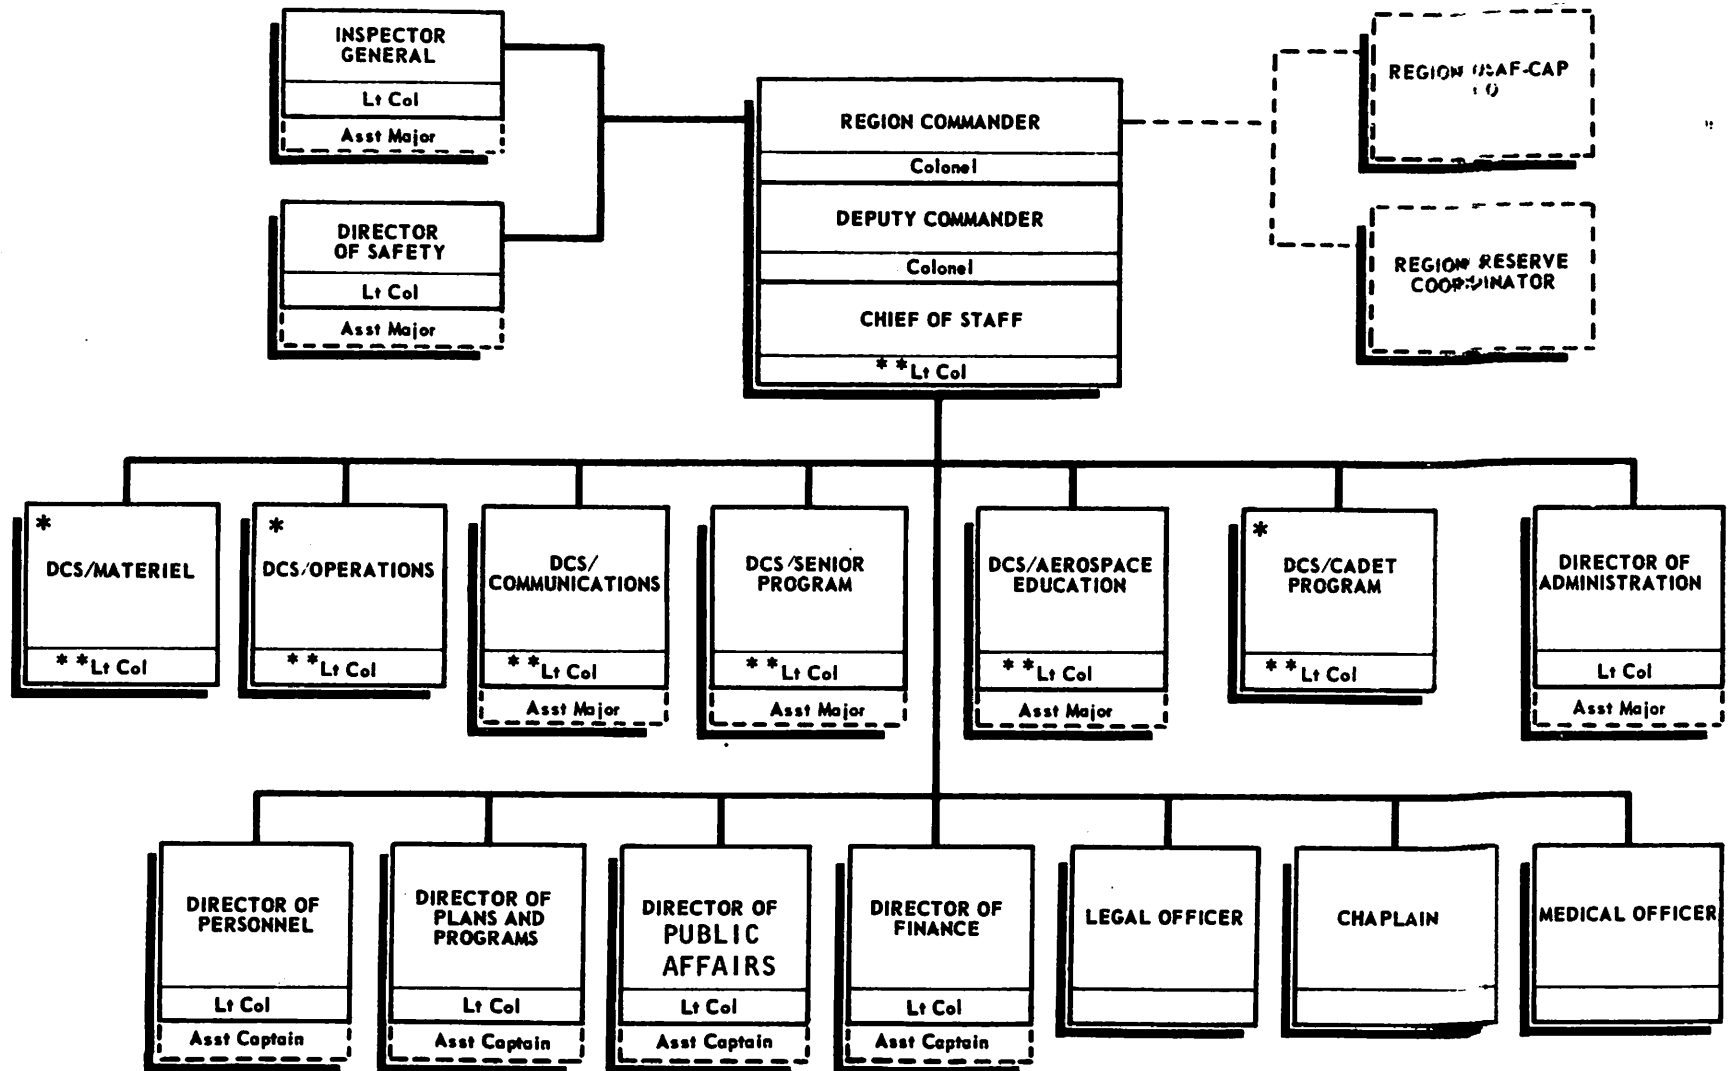 INSPECTOR
GENERAL
Lt Col
Asst Major
DIRECTOR
OF SAFETY
Lt Col
Asst Major
REGION COMMANDER
Colonel
DEPUTY COMMANDER
Colonel
CHIEF OF STAFF
**Lt Col
REGION USAF-CAP
REGION RESERVE
COORDINATOR
*
DCS/MATERIEL
**Lt Col
*
DCS/OPERATIONS
**Lt Col
DCS/
COMMUNICATIONS
**Lt Col
Asst Major
DCS/SENIOR
PROGRAM
**Lt Col
Asst Major
DCS/AEROSPACE
EDUCATION
**Lt Col
Asst Major
*
DCS/CADET
PROGRAM
**Lt Col
DIRECTOR OF
ADMINISTRATION
Lt Col
Asst Major
DIRECTOR OF
PERSONNEL
Lt Col
Asst Captain
DIRECTOR OF
PLANS AND
PROGRAMS
Lt Col
Asst Captain
DIRECTOR OF
PUBLIC
AFFAIRS
Lt Col
Asst Captain
DIRECTOR OF
FINANCE
Lt Col
Asst Captain
LEGAL OFFICER
CHAPLAIN
MEDICAL OFFICER